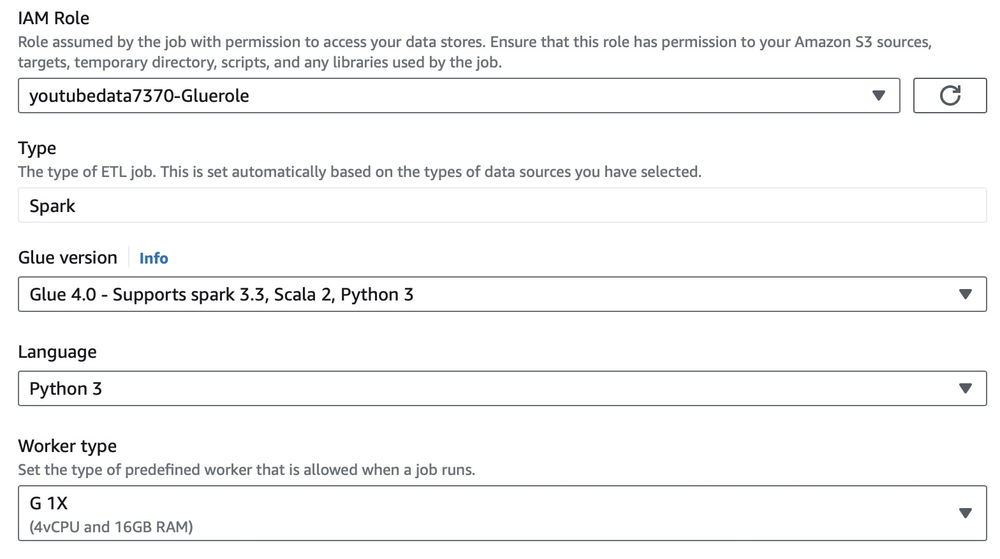 IAM Role
Role assumed by the job with permission to access your data stores. Ensure that this role has permission to your Amazon S3 sources,
targets, temporary directory, scripts, and any libraries used by the job.
youtubedata7370-Gluerole
Type
The type of ETL job. This is set automatically based on the types of data sources you have selected.
Spark
Glue version Info
Glue 4.0 - Supports spark 3.3, Scala 2, Python 3
Language
Python 3
Worker type
Set the type of predefined worker that is allowed when a job runs.
G 1X
(4vCPU and 16GB RAM)